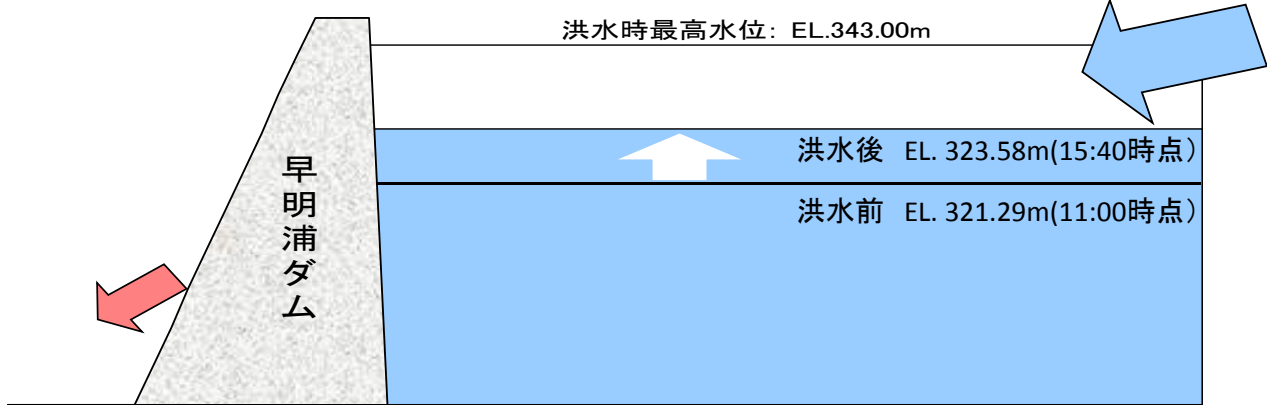 洪水時最高水位: EL.343.00m
洪水後 EL. 323.58m(15:40時点)
洪水前 EL. 321.29m(11:00時点)
早明浦ダム